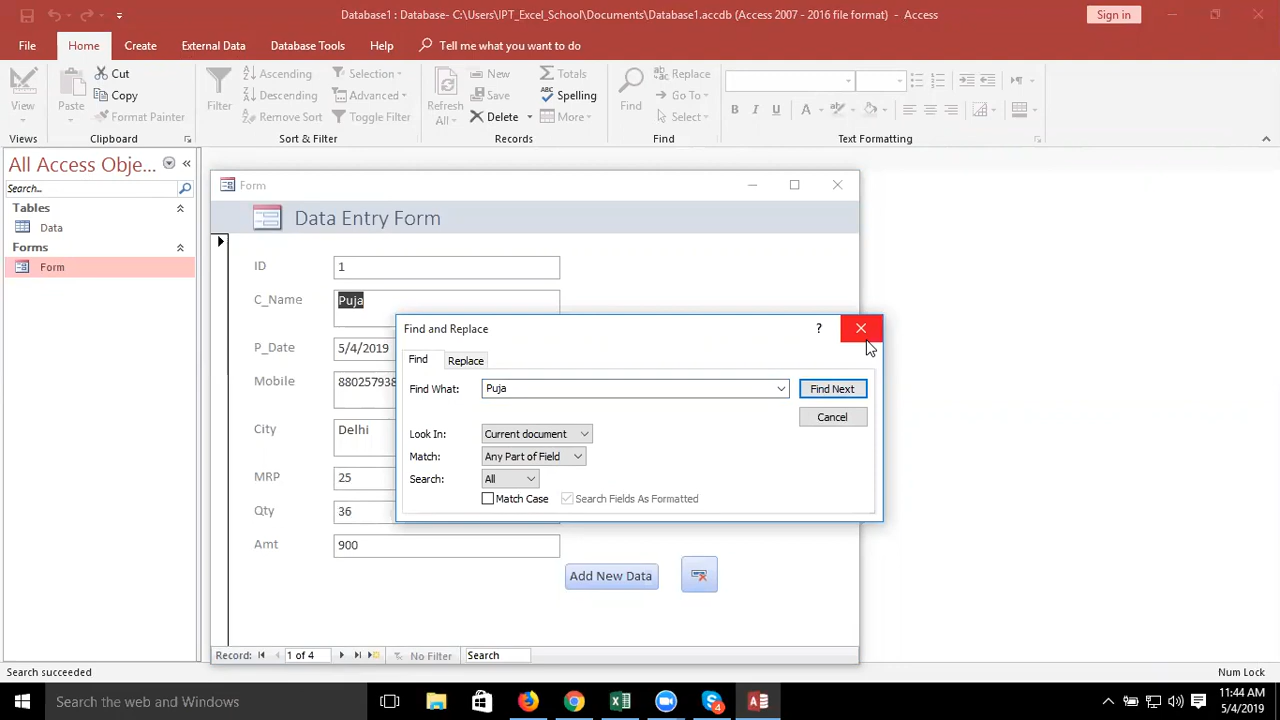 Database1 : Database- C:\Users\IPT_Excel_School\Documents\Database1.accdb (Access 2007 - 2016 file format) - Access
Sign in
File Home Create External Data Database Tools Help Tell me what you want to do
View
Paste
Cut
Copy
Format Painter
Filter
Ascending
Descending
Remove Sort
Selection
Advanced
Toggle Filter
Refresh All
New
Save
Delete
Totals
Spelling
More
Find
Replace
Go To
Select
Views Clipboard Sort & Filter Records Find Text Formatting
All Access Obje...
Search...
Tables
Data
Forms
Form
Form
Data Entry Form
ID 1
C_Name Puja
P_Date 5/4/2019
Mobile 880257938
City Delhi
MRP 25
Qty 36
Amt 900
Add New Data
Find and Replace
?
Find Replace
Find What: Puja Find Next
Cancel
Look In: Current document
Match: Any Part of Field
Search: All
Match Case Search Fields As Formatted
Record: 1 of 4 No Filter Search
Search succeeded Num Lock
Search the web and Windows
4
11:44 AM
5/4/2019